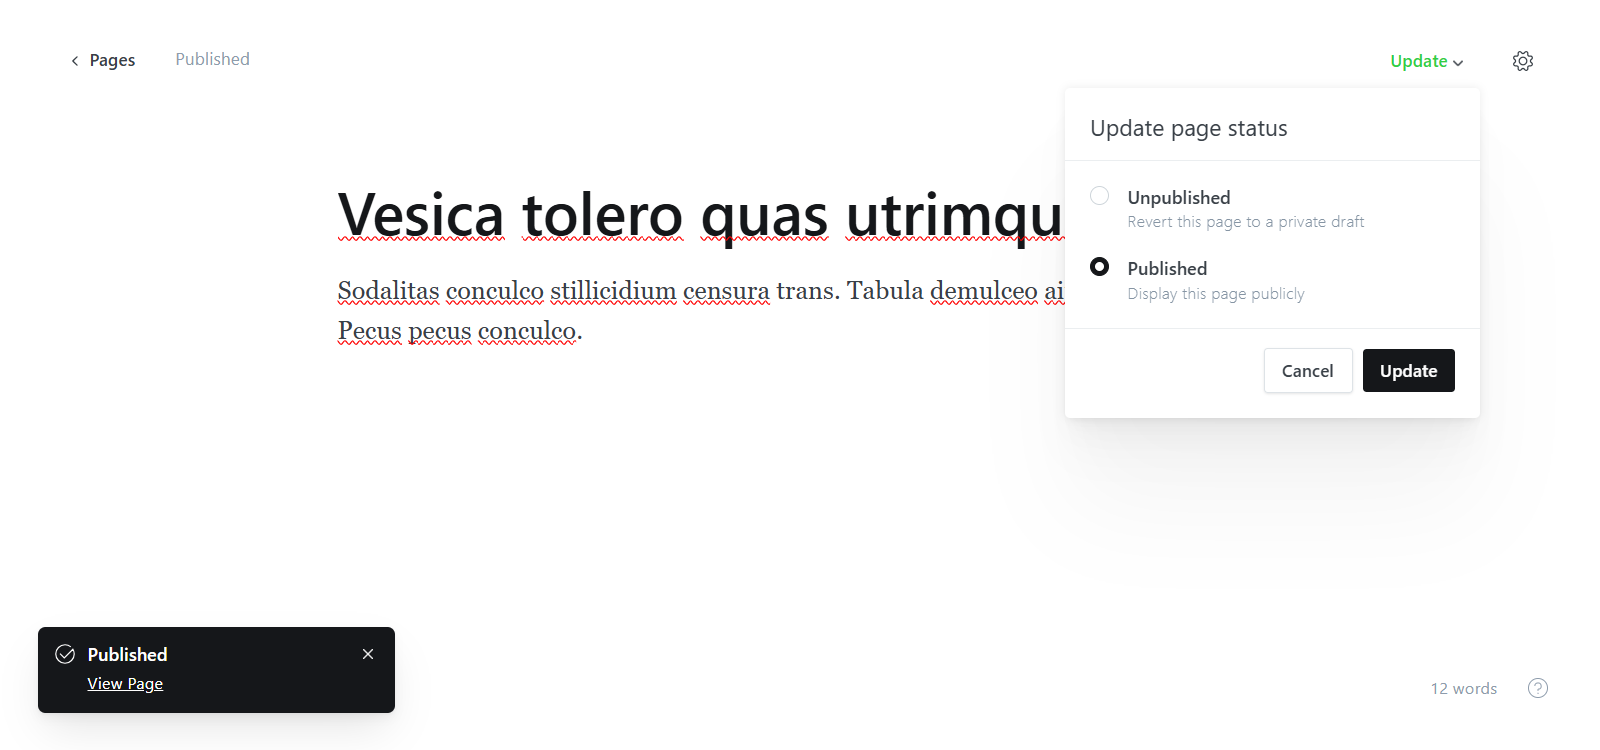 Pages
Published
Update
Update page status
Unpublished
Revert this page to a private draft
Published
Display this page publicly
Cancel
Update
Vesica tolero quas
Sodalitas conculco stillicidium censura trans. Tabula demulceo
Pecus pecus conculco.
Published
View Page
12 words
?